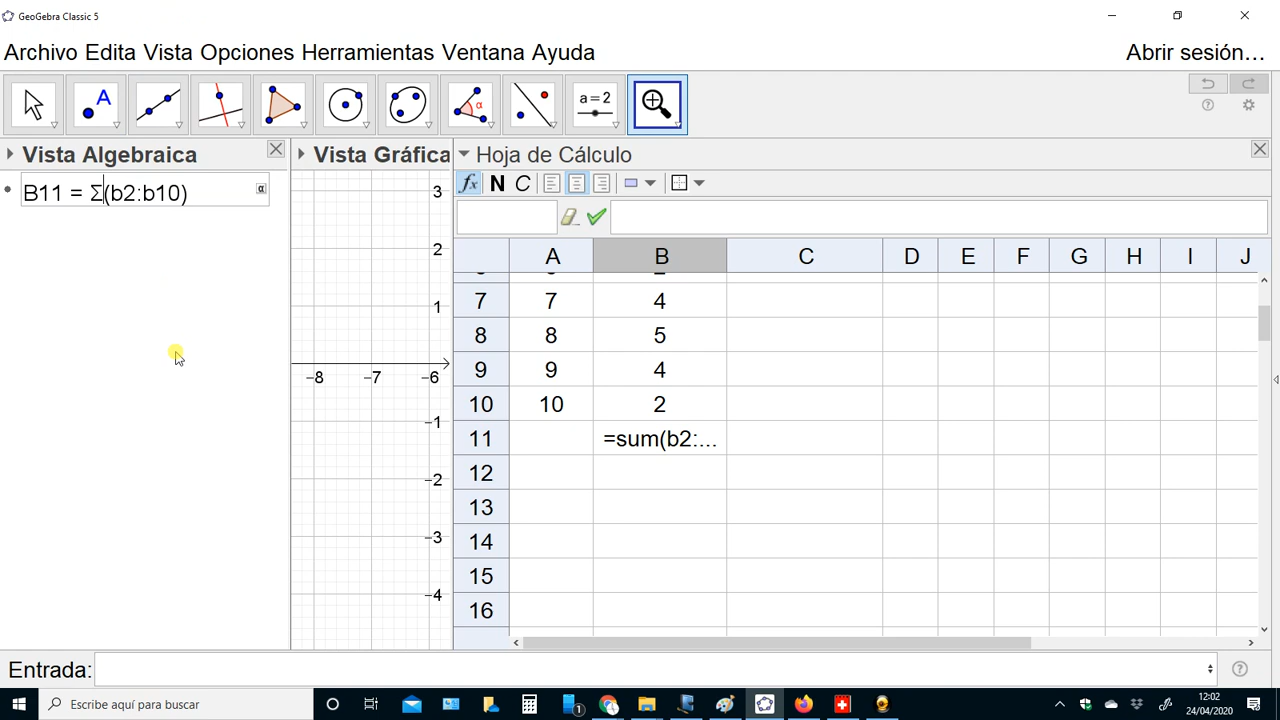 GeoGebra Classic 5
Archivo Edita Vista Opciones Herramientas Ventana Ayuda
Abrir sesión…
A
α
a=2
Vista Algebraica
Vista Gráfica
Hoja de Cálculo
fx N C
B11 = Σ(b2:b10)
α
3
2
1
-8 -7 -6
-1
-2
-3
-4
A B C D E F G H I J
7 7 4
8 8 5
9 9 4
10 10 2
11 =sum(b2:...
12
13
14
15
16
Entrada:
Escribe aquí para buscar
1
12:02
24/04/2020